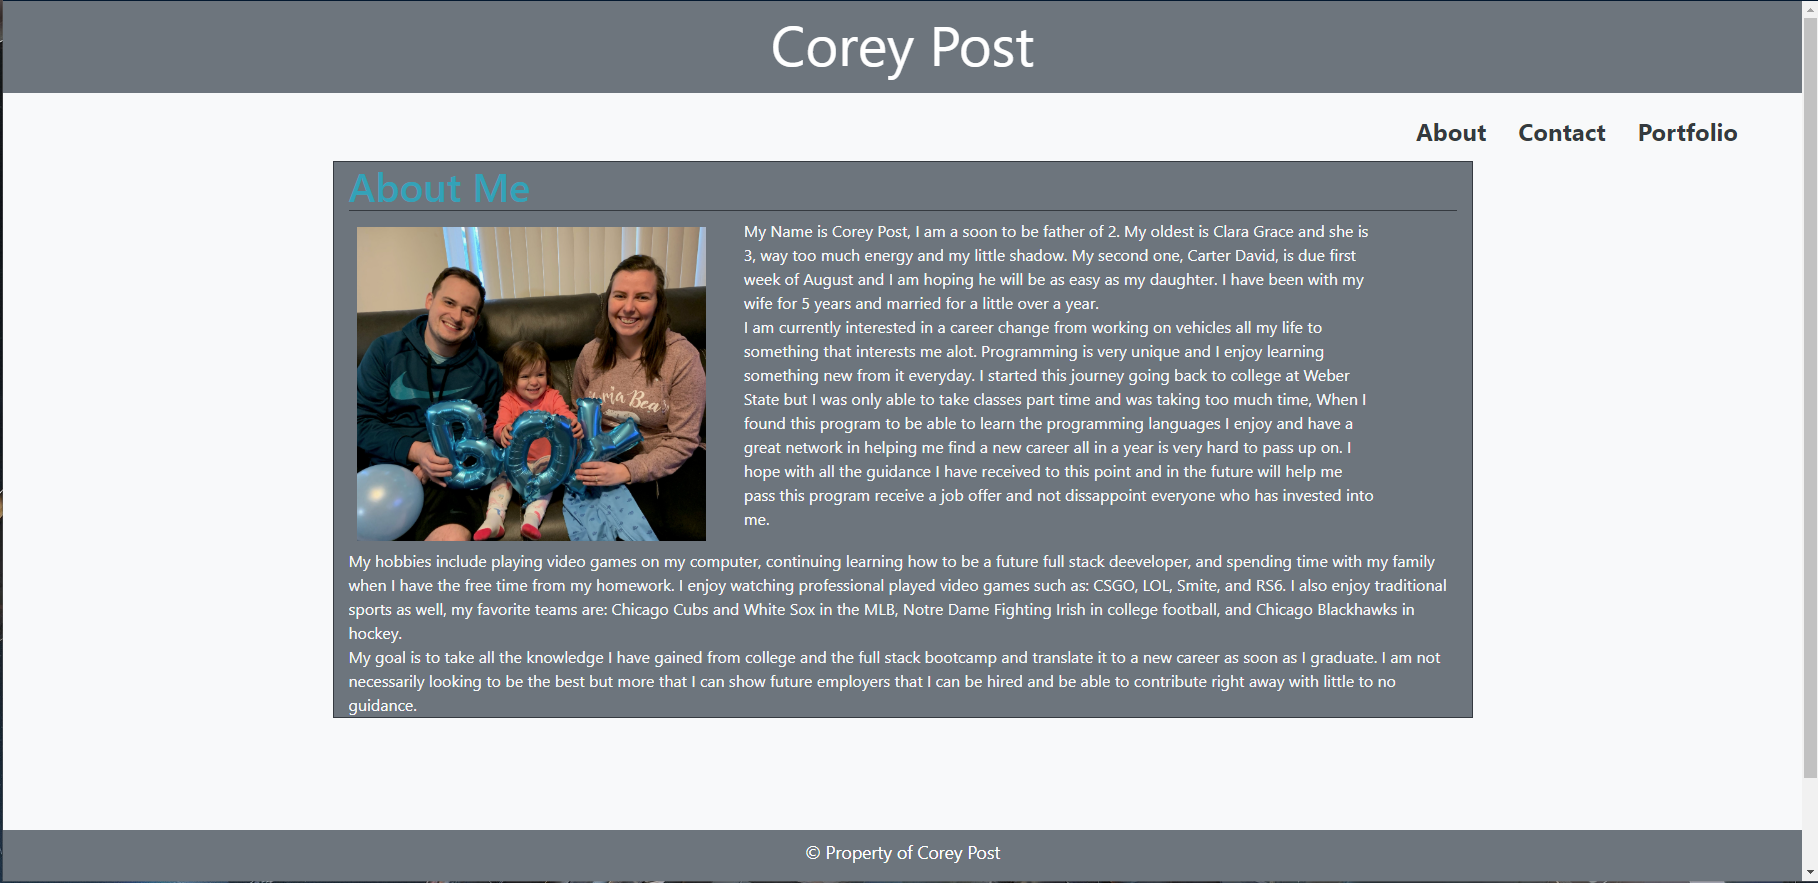 Corey Post
About Contact Portfolio
About Me
My Name is Corey Post, I am a soon to be father of 2. My oldest is Clara Grace and she is
3, way too much energy and my little shadow. My second one, Carter David, is due first
week of August and I am hoping he will be as easy as my daughter. I have been with my
wife for 5 years and married for a little over a year.
I am currently interested in a career change from working on vehicles all my life to
something that interests me alot. Programming is very unique and I enjoy learning
something new from it everyday. I started this journey going back to college at Weber
State but I was only able to take classes part time and was taking too much time, When I
found this program to be able to learn the programming languages I enjoy and have a
great network in helping me find a new career all in a year is very hard to pass up on. I
hope with all the guidance I have received to this point and in the future will help me
pass this program receive a job offer and not dissappoint everyone who has invested into
me.
BOY
My hobbies include playing video games on my computer, continuing learning how to be a future full stack deeveloper, and spending time with my family
when I have the free time from my homework. I enjoy watching professional played video games such as: CSGO, LOL, Smite, and RS6. I also enjoy traditional
sports as well, my favorite teams are: Chicago Cubs and White Sox in the MLB, Notre Dame Fighting Irish in college football, and Chicago Blackhawks in
hockey.
My goal is to take all the knowledge I have gained from college and the full stack bootcamp and translate it to a new career as soon as I graduate. I am not
necessarily looking to be the best but more that I can show future employers that I can be hired and be able to contribute right away with little to no
guidance.
© Property of Corey Post